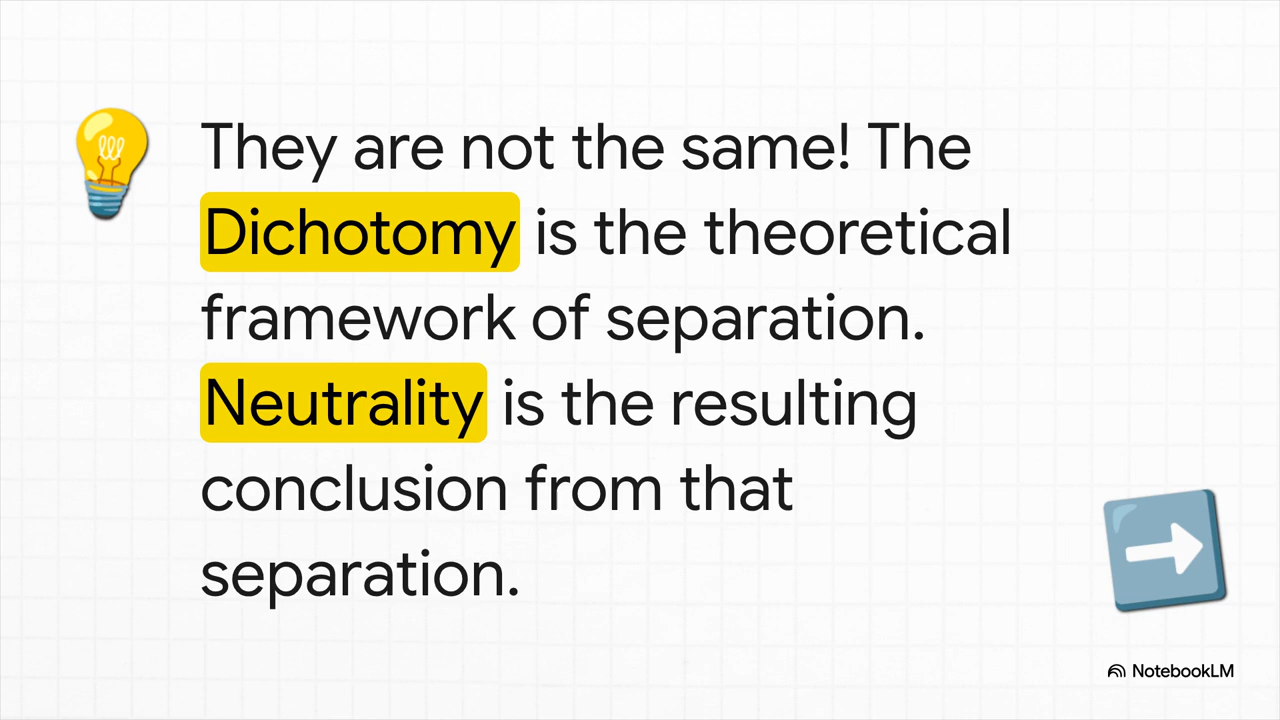 They are not the same! The
Dichotomy is the theoretical
framework of separation.
Neutrality is the resulting
conclusion from that
separation.
NotebookLM